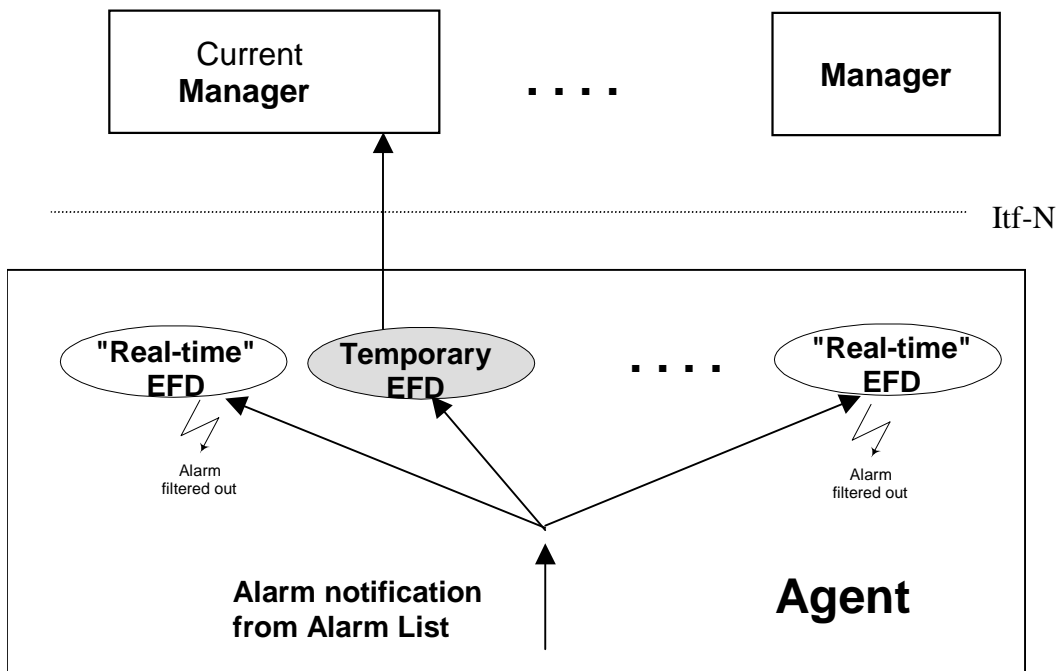 Current
Manager
. . . .
Manager
Itf-N
"Real-time"
EFD
Temporary
EFD
. . . .
"Real-time"
EFD
Alarm
filtered out
Alarm
filtered out
Alarm notification
from Alarm List
Agent